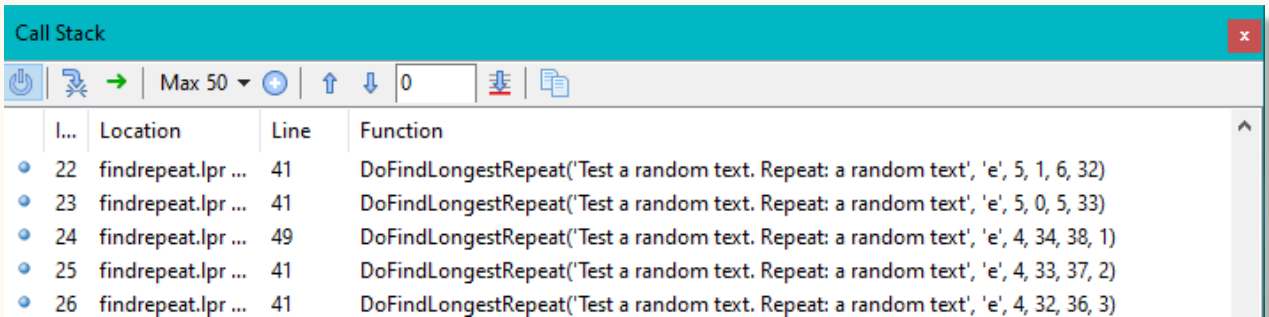 Call Stack
x
Max 50 0
I... Location Line Function
22 findrepeat.lpr ... 41 DoFindLongestRepeat('Test a random text. Repeat: a random text', 'e', 5, 1, 6, 32)
23 findrepeat.lpr ... 41 DoFindLongestRepeat('Test a random text. Repeat: a random text', 'e', 5, 0, 5, 33)
24 findrepeat.lpr ... 49 DoFindLongestRepeat('Test a random text. Repeat: a random text', 'e', 4, 34, 38, 1)
25 findrepeat.lpr ... 41 DoFindLongestRepeat('Test a random text. Repeat: a random text', 'e', 4, 33, 37, 2)
26 findrepeat.lpr ... 41 DoFindLongestRepeat('Test a random text. Repeat: a random text', 'e', 4, 32, 36, 3)